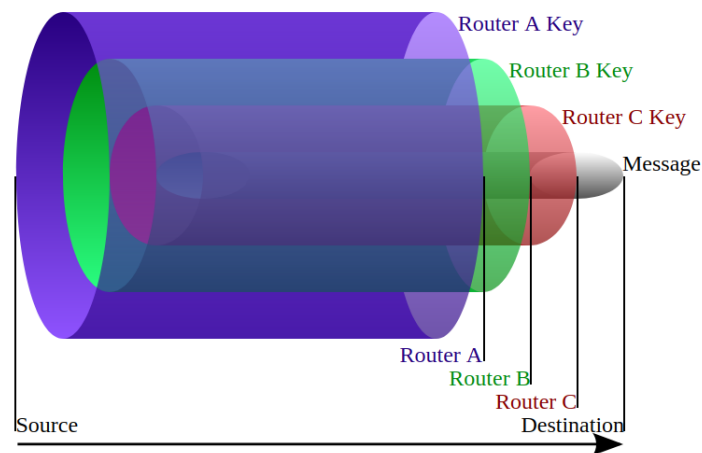 Router A Key
Router B Key
Router C Key
Message
Router A
Router B
Router C
Source
Destination